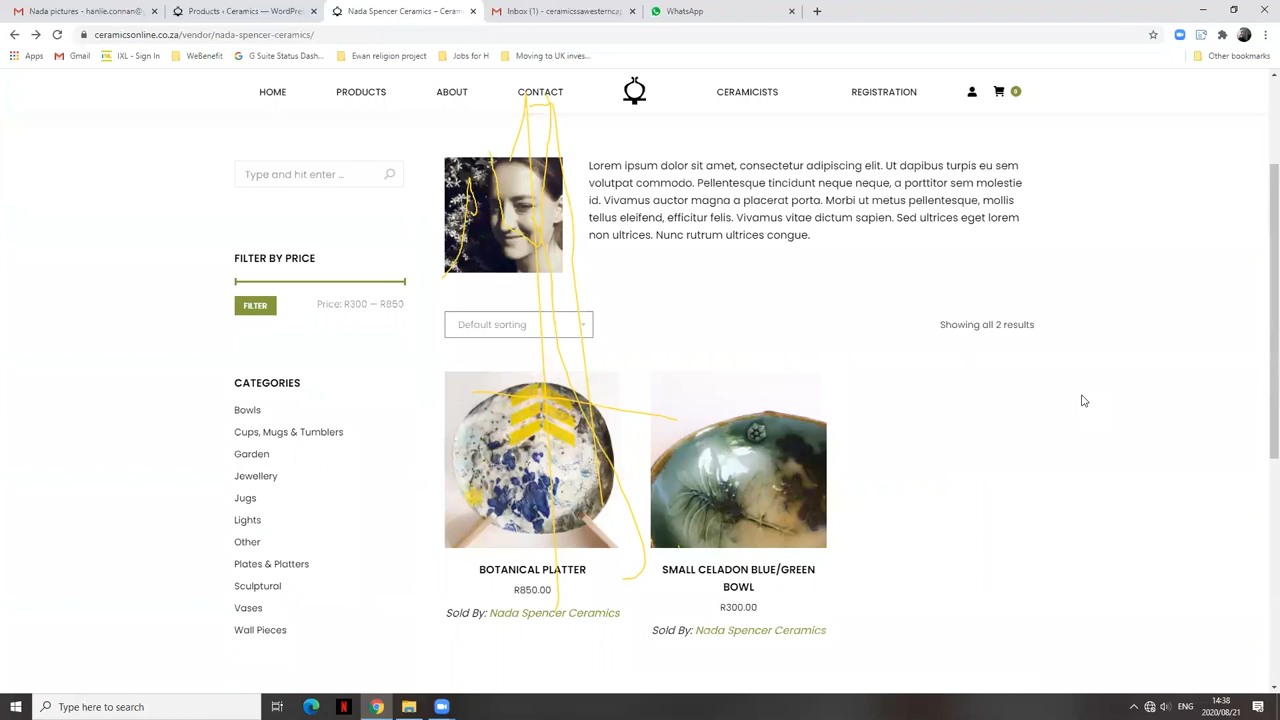 Nada pictures - hanlie.connan@g
Products ‹ Ceramica — WordPre
Nada Spencer Ceramics – Cerami
Inbox (1) - ceramicssawesterncap
WhatsApp
ceramicsonline.co.za/vendor/nada-spencer-ceramics/
Apps
Gmail
IXL - Sign In
WeBenefit
G Suite Status Dash...
Ewan religion project
Jobs for H
Moving to UK inves...
Other bookmarks
HOME
PRODUCTS
ABOUT
CONTACT
CERAMICISTS
REGISTRATION
0
Type and hit enter …
Lorem ipsum dolor sit amet, consectetur adipiscing elit. Ut dapibus turpis eu sem
volutpat commodo. Pellentesque tincidunt neque neque, a porttitor sem molestie
id. Vivamus auctor magna a placerat porta. Morbi ut metus pellentesque, mollis
tellus eleifend, efficitur felis. Vivamus vitae dictum sapien. Sed ultrices eget lorem
non ultrices. Nunc rutrum ultrices congue.
FILTER BY PRICE
FILTER
Price: R300 — R850
Default sorting
Showing all 2 results
CATEGORIES
Bowls
Cups, Mugs & Tumblers
Garden
Jewellery
Jugs
Lights
Other
Plates & Platters
Sculptural
Vases
Wall Pieces
BOTANICAL PLATTER
R850.00
Sold By: Nada Spencer Ceramics
SMALL CELADON BLUE/GREEN
BOWL
R300.00
Sold By: Nada Spencer Ceramics
Type here to search
ENG
14:38
2020/08/21